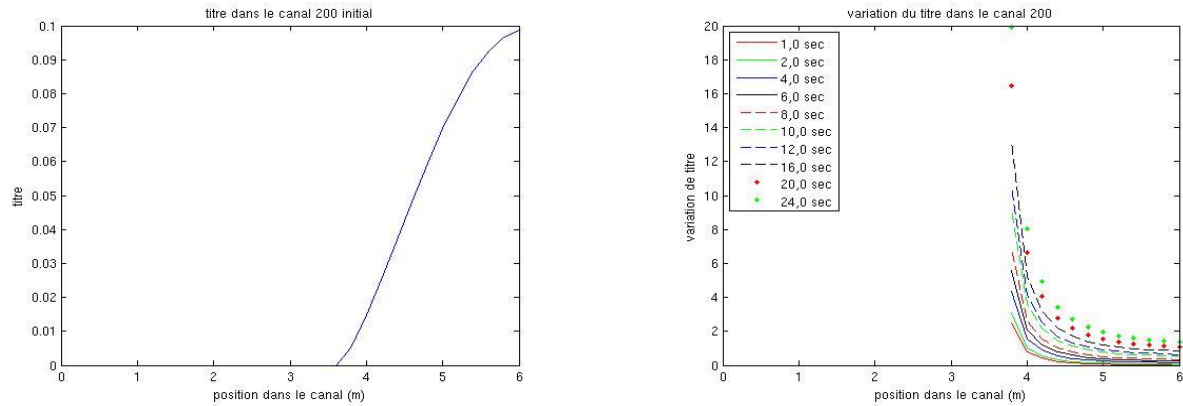 titre dans le canal 200 initial
0.1
0.09
0.08
0.07
0.06
0.05
0.04
0.03
0.02
0.01
0
titre
0 1 2 3 4 5 6
position dans le canal (m)
variation du titre dans le canal 200
20
18
16
14
12
10
8
6
4
2
0
variation de titre
1,0 sec
2,0 sec
4,0 sec
6,0 sec
8,0 sec
10,0 sec
12,0 sec
16,0 sec
20,0 sec
24,0 sec
0 1 2 3 4 5 6
position dans le canal (m)